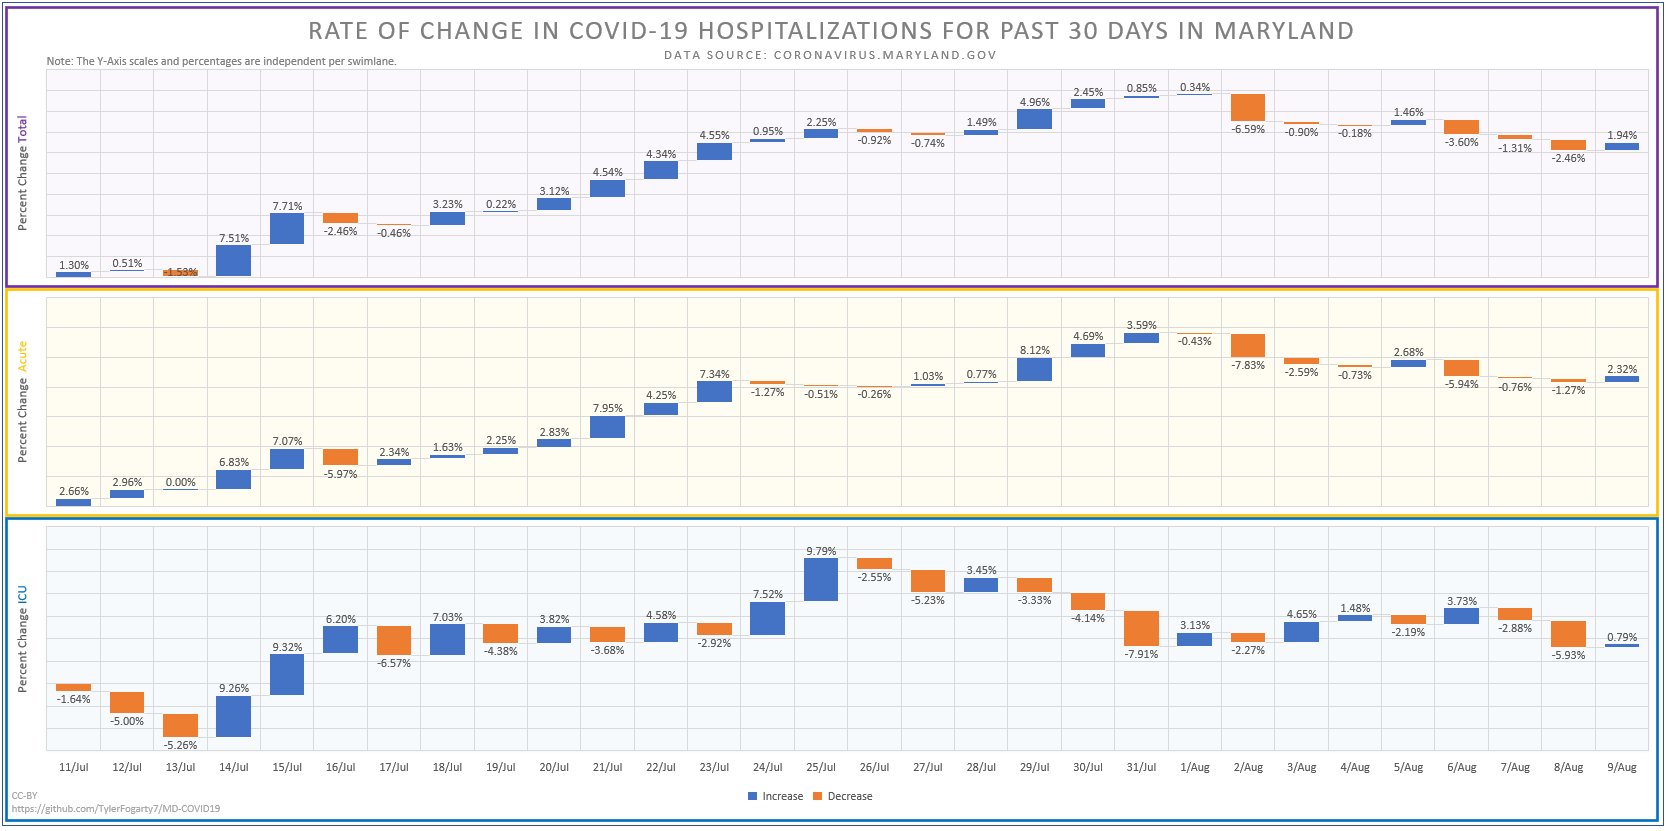 RATE OF CHANGE IN COVID-19 HOSPITALIZATIONS FOR PAST 30 DAYS IN MARYLAND
DATA SOURCE: CORONAVIRUS.MARYLAND.GOV
Note: The Y-Axis scales and percentages are independent per swimlane.
Percent Change Total
1.30% 0.51% -1.53% 7.51% 7.71% -2.46% -0.46% 3.23% 0.22% 3.12% 4.54% 4.34% 4.55% 0.95% 2.25% -0.92% -0.74% 1.49% 4.96% 2.45% 0.85% 0.34% -6.59% -0.90% -0.18% 1.46% -3.60% -1.31% -2.46% 1.94%
Percent Change Acute
2.66% 2.96% 0.00% 6.83% 7.07% -5.97% 2.34% 1.63% 2.25% 2.83% 7.95% 4.25% 7.34% -1.27% -0.51% -0.26% 1.03% 0.77% 8.12% 4.69% 3.59% -0.43% -7.83% -2.59% -0.73% 2.68% -5.94% -0.76% -1.27% 2.32%
Percent Change ICU
-1.64% -5.00% -5.26% 9.26% 9.32% 6.20% -6.57% 7.03% -4.38% 3.82% -3.68% 4.58% -2.92% 7.52% 9.79% -2.55% -5.23% 3.45% -3.33% -4.14% -7.91% 3.13% -2.27% 4.65% 1.48% -2.19% 3.73% -2.88% -5.93% 0.79%
11/Jul 12/Jul 13/Jul 14/Jul 15/Jul 16/Jul 17/Jul 18/Jul 19/Jul 20/Jul 21/Jul 22/Jul 23/Jul 24/Jul 25/Jul 26/Jul 27/Jul 28/Jul 29/Jul 30/Jul 31/Jul 1/Aug 2/Aug 3/Aug 4/Aug 5/Aug 6/Aug 7/Aug 8/Aug 9/Aug
Increase Decrease
CC-BY
https://github.com/TylerFogarty7/MD-COVID19